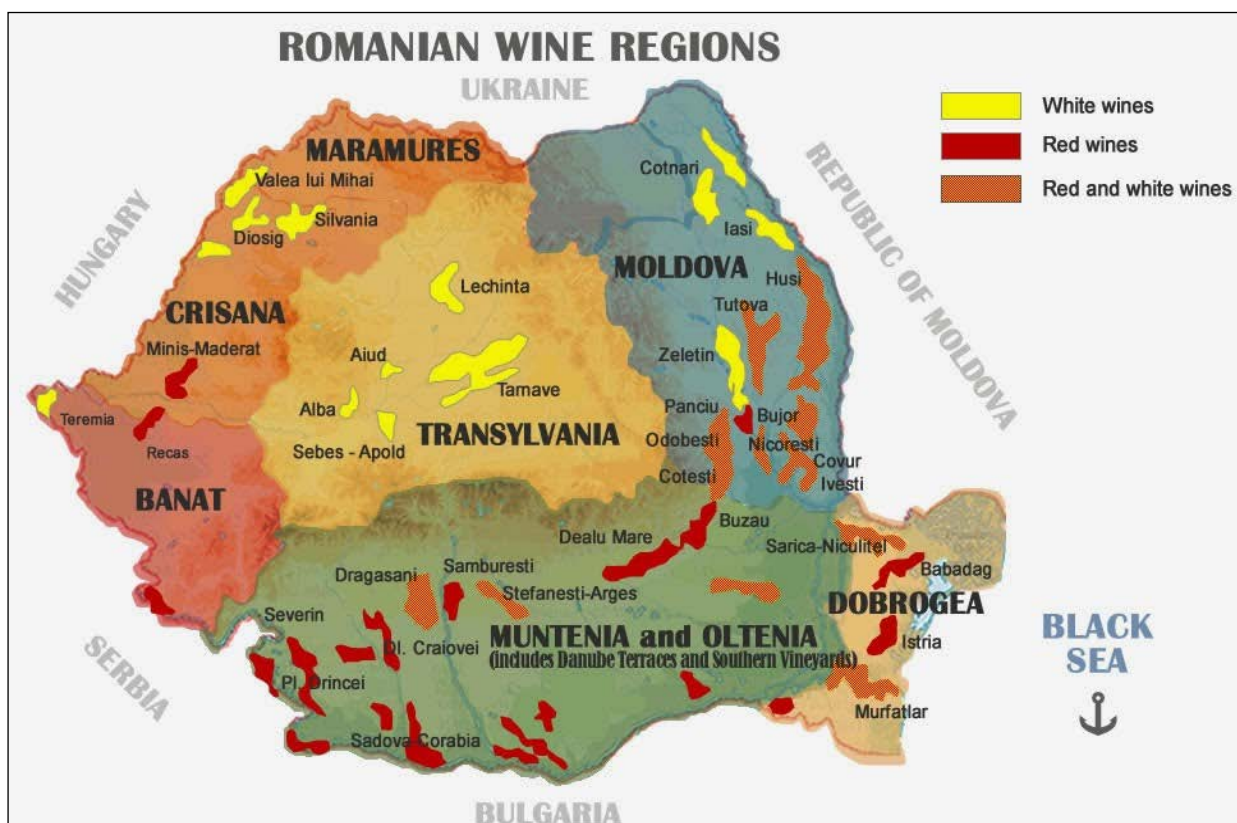 ROMANIAN WINE REGIONS
UKRAINE
White wines
Red wines
Red and white wines
MARAMURES
Valea lui Mihai
Silvania
Diosig
HUNGARY
Cotnari
Iasi
REPUBLIC OF MOLDOVA
MOLDOVA
Husi
Tutova
Lechinta
CRISANA
Minis-Maderat
Aiud
Zeletin
Tarnave
Alba
Teremia
Panciu
Bujor
TRANSYLVANIA
Odobesti
Nicoresti
Recas
Sebes - Apold
Covur
Cotesti
Ivesti
BANAT
Buzau
Dealu Mare
Sarica-Niculitel
Babadag
Dragasani
Samburesti
Stefanesti-Arges
DOBROGEA
Severin
MUNTENIA and OLTENIA
(includes Danube Terraces and Southern Vineyards)
Istria
BLACK
SEA
Dl. Craiovei
SERBIA
Pl. Drincei
Murfatlar
Sadova-Corabia
BULGARIA